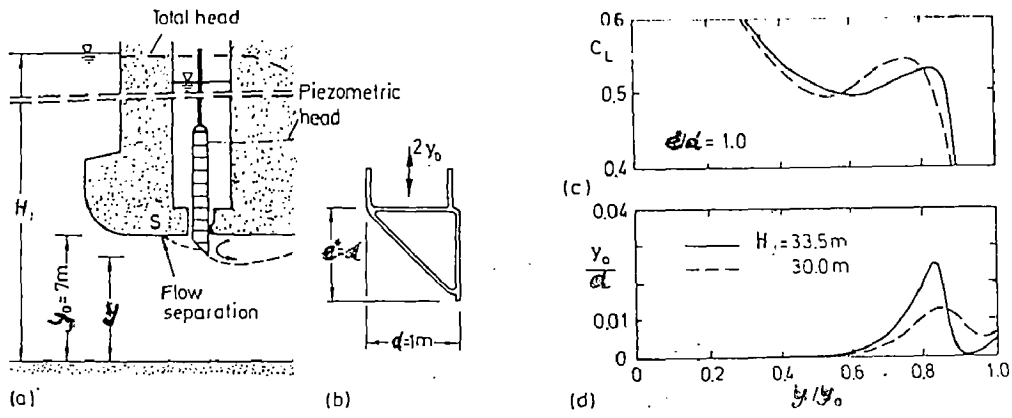 Total head
Piezometric
head
H₁
S
Flow
separation
y₀ = 7m
(a)
2y₀
d = 1m
(b)
0.6
C_L
0.5
0.4
e/d = 1.0
(c)
0.04
H₁ = 33.5m
30.0m
y₀
d
0.01
0
0
0.2
0.4
0.6
0.8
1.0
y/y₀
(d)